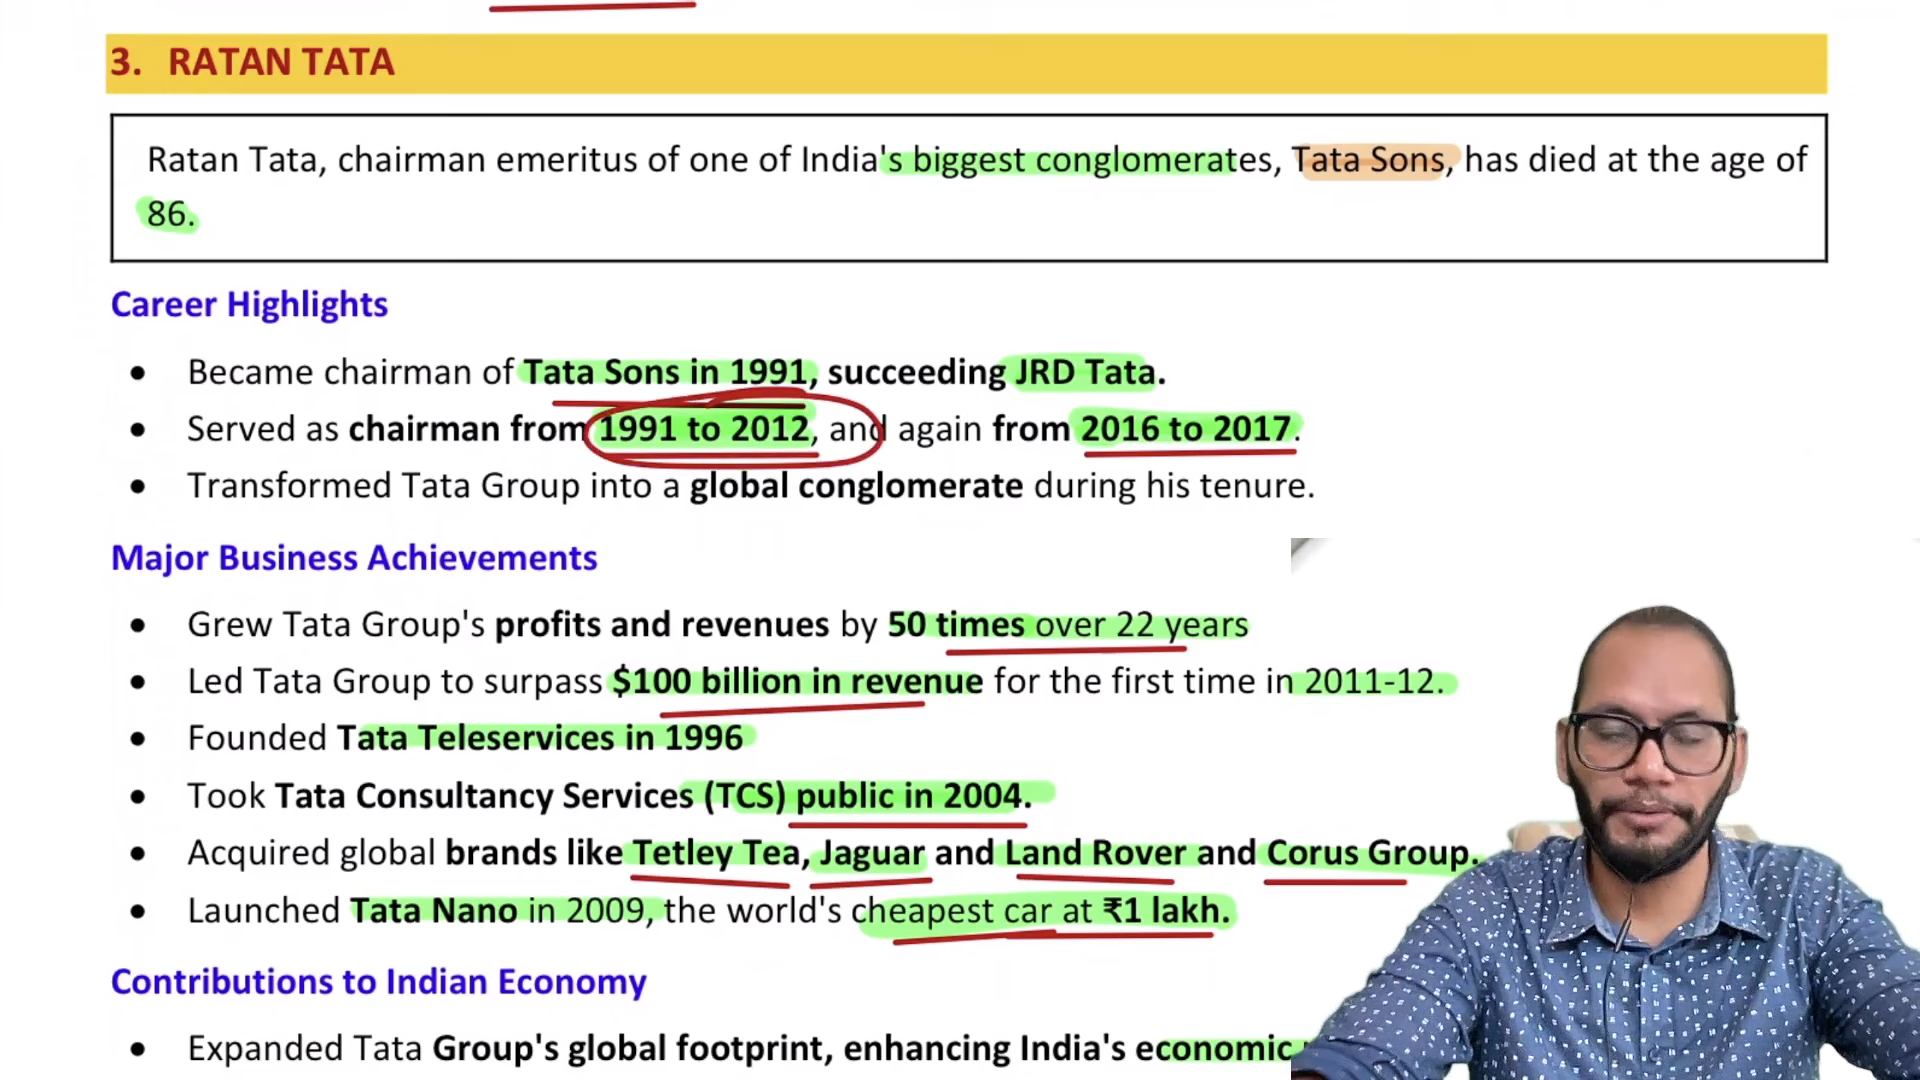 3. RATAN TATA
Ratan Tata, chairman emeritus of one of India's biggest conglomerates, Tata Sons, has died at the age of
86.
Career Highlights
• Became chairman of Tata Sons in 1991, succeeding JRD Tata.
• Served as chairman from 1991 to 2012, and again from 2016 to 2017.
• Transformed Tata Group into a global conglomerate during his tenure.
Major Business Achievements
• Grew Tata Group's profits and revenues by 50 times over 22 years
• Led Tata Group to surpass $100 billion in revenue for the first time in 2011-12.
• Founded Tata Teleservices in 1996
• Took Tata Consultancy Services (TCS) public in 2004.
• Acquired global brands like Tetley Tea, Jaguar and Land Rover and Corus Group.
• Launched Tata Nano in 2009, the world's cheapest car at ₹1 lakh.
Contributions to Indian Economy
• Expanded Tata Group's global footprint, enhancing India's economic